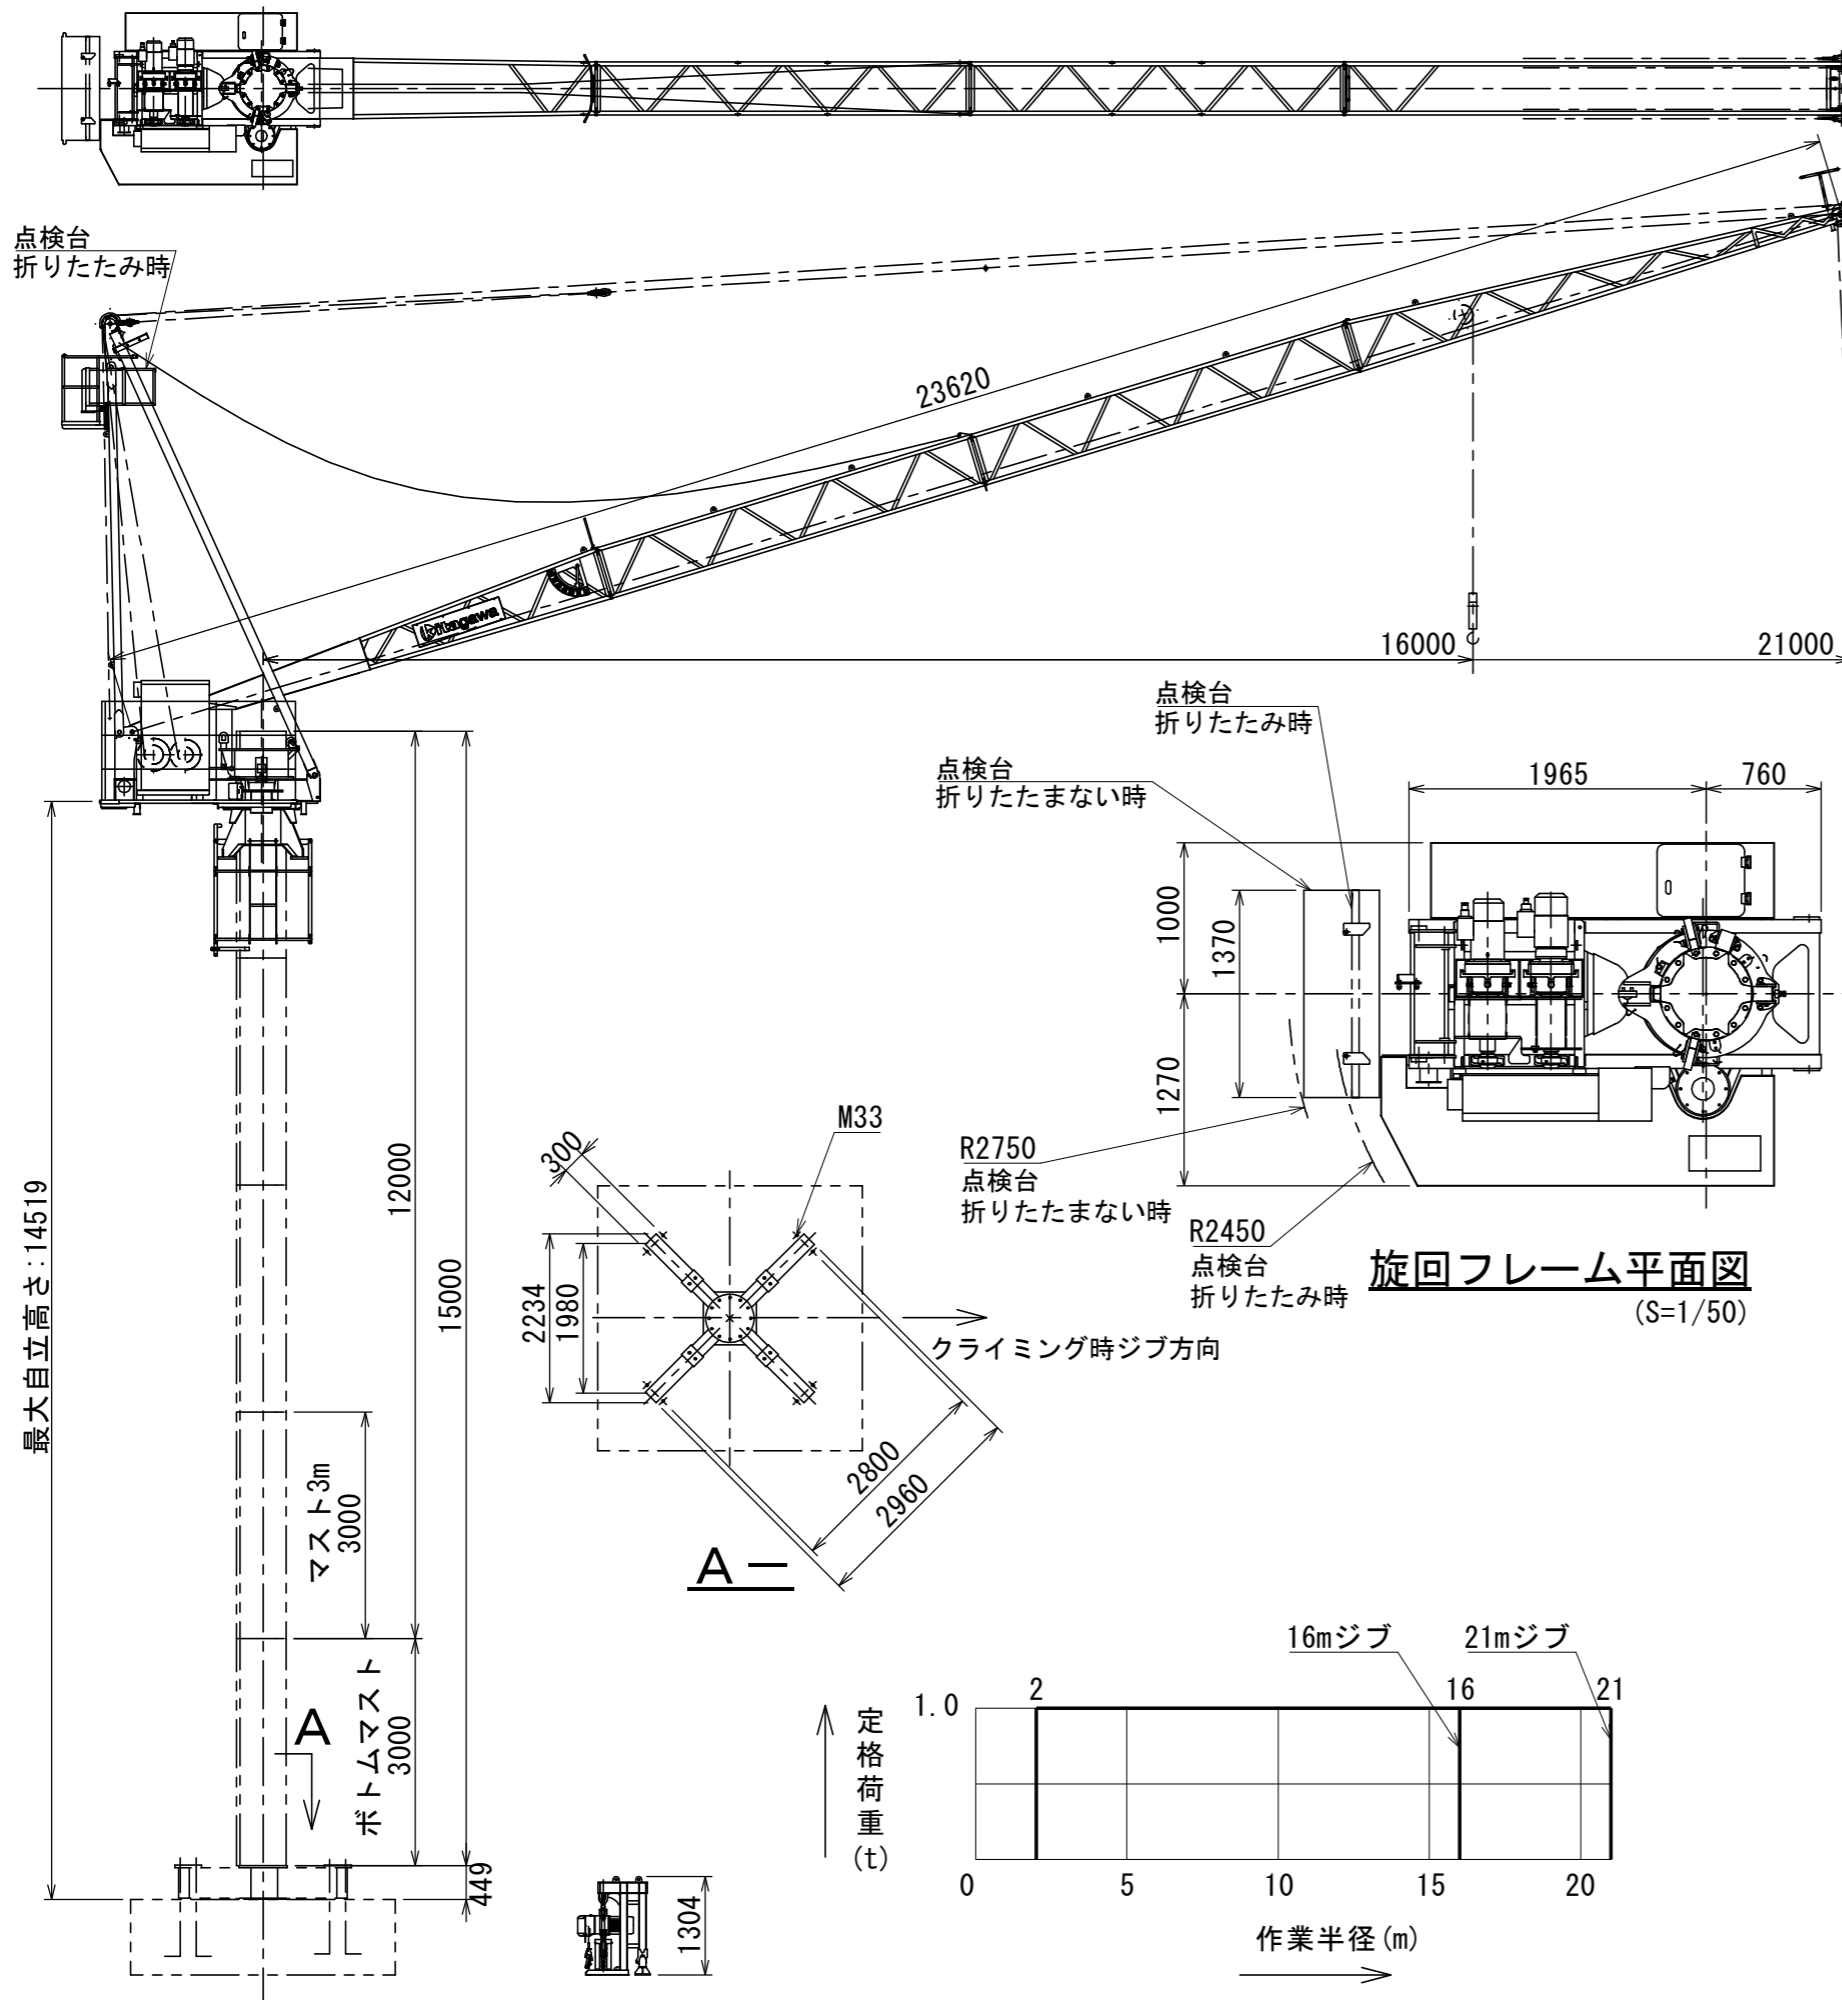 点検台
折りたたみ時
23620
kitagawa
16000
21000
点検台
折りたたみ時
点検台
折りたたまない時
1965
760
1000
1370
1270
R2750
点検台
折りたたまない時
R2450
点検台
折りたたみ時
旋回フレーム平面図
(S=1/50)
最大自立高さ:14519
12000
15000
マスト3m
3000
ボトムマスト
3000
449
A
300
M33
2234
1980
クライミング時ジブ方向
2800
2960
A
1304
16mジブ
21mジブ
1.0
2
16
21
定格荷重(t)
0
5
10
15
20
作業半径(m)